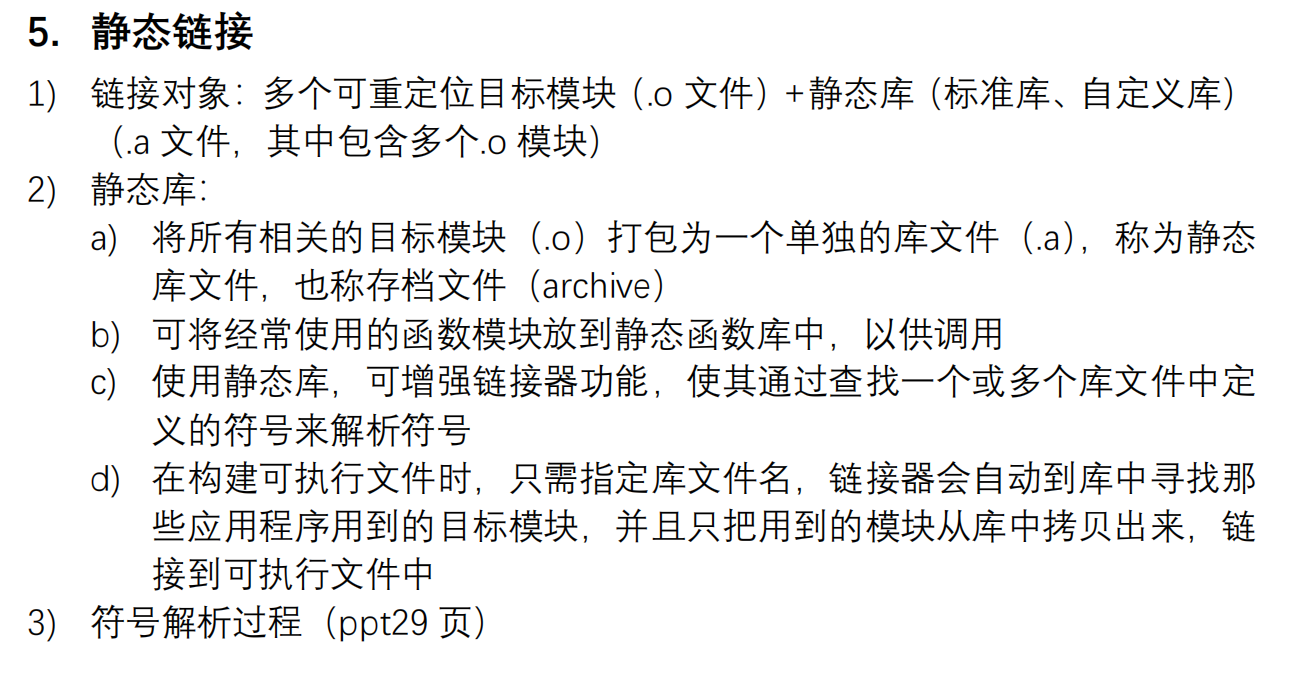 5. 静态链接
1) 链接对象：多个可重定位目标模块（.o 文件）+静态库（标准库、自定义库）
（.a 文件，其中包含多个.o 模块）
2) 静态库：
a) 将所有相关的目标模块（.o）打包为一个单独的库文件（.a），称为静态
库文件，也称存档文件（archive）
b) 可将经常使用的函数模块放到静态函数库中，以供调用
c) 使用静态库，可增强链接器功能，使其通过查找一个或多个库文件中定
义的符号来解析符号
d) 在构建可执行文件时，只需指定库文件名，链接器会自动到库中寻找那
些应用程序用到的目标模块，并且只把用到的模块从库中拷贝出来，链
接到可执行文件中
3) 符号解析过程（ppt29 页）